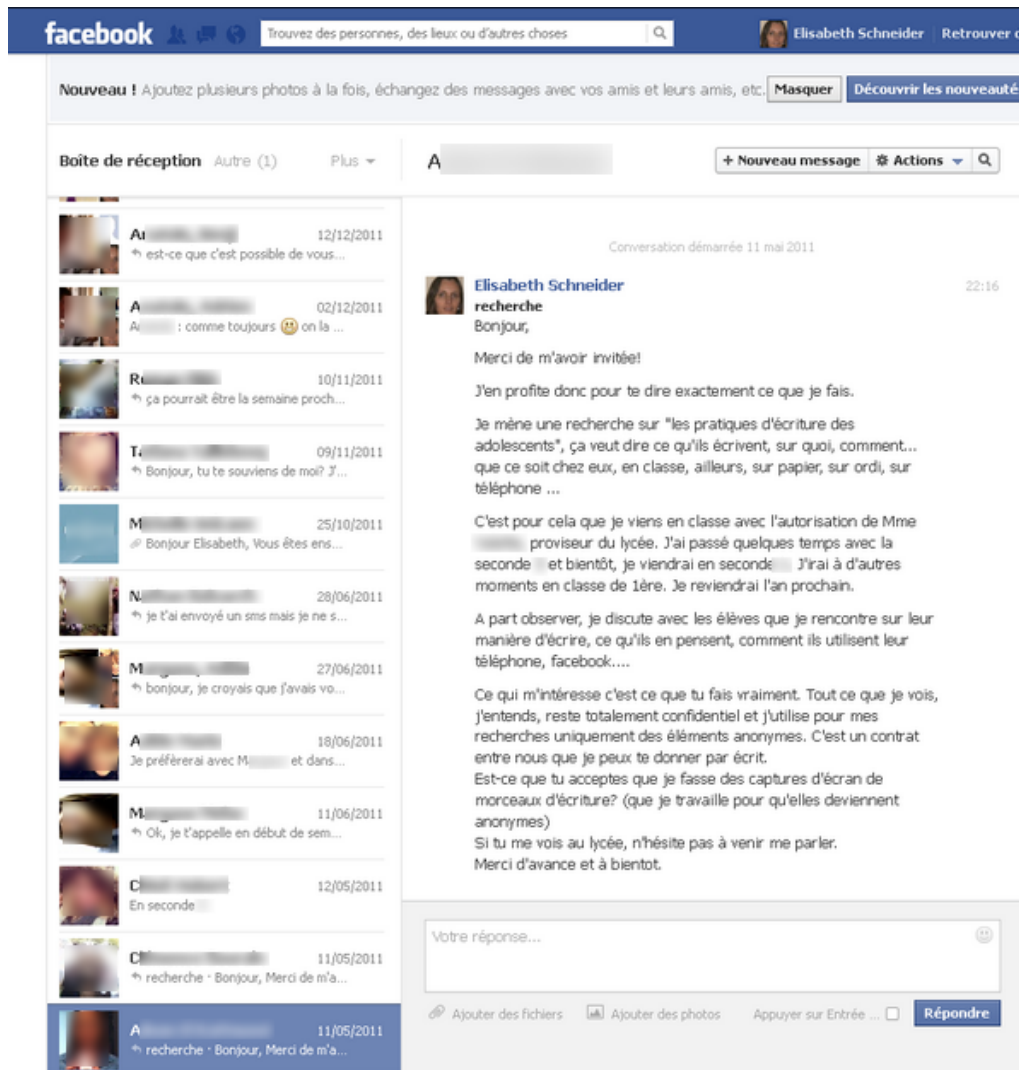 facebook Trouvez des personnes, des lieux ou d'autres choses Elisabeth Schneider Retrouver
Nouveau ! Ajoutez plusieurs photos à la fois, échangez des messages avec vos amis et leurs amis, etc. Masquer Découvrir les nouveauté
Boîte de réception Autre (1) Plus
A
+ Nouveau message Actions
12/12/2011
est-ce que c'est possible de vous...
A 02/12/2011
A : comme toujours on la ...
10/11/2011
ça pourrait être la semaine proch...
09/11/2011
Bonjour, tu te souviens de moi? J'...
M 25/10/2011
Bonjour Elisabeth, Vous êtes ens...
N 28/06/2011
je t'ai envoyé un sms mais je ne s...
M 27/06/2011
bonjour, je croyais que j'avais vo...
A 18/06/2011
Je préfèrerai avec M et dans...
M 11/06/2011
Ok, je t'appelle en début de sem...
C 12/05/2011
En seconde
C 11/05/2011
recherche · Bonjour, Merci de m'a...
A 11/05/2011
recherche · Bonjour, Merci de m'a...
Conversation démarrée 11 mai 2011
Elisabeth Schneider 22:16
recherche
Bonjour,
Merci de m'avoir invitée!
J'en profite donc pour te dire exactement ce que je fais.
Je mène une recherche sur "les pratiques d'écriture des
adolescents", ça veut dire ce qu'ils écrivent, sur quoi, comment...
que ce soit chez eux, en classe, ailleurs, sur papier, sur ordi, sur
téléphone ...
C'est pour cela que je viens en classe avec l'autorisation de Mme
proviseur du lycée. J'ai passé quelques temps avec la
seconde et bientôt, je viendrai en seconde J'irai à d'autres
moments en classe de 1ère. Je reviendrai l'an prochain.
A part observer, je discute avec les élèves que je rencontre sur leur
manière d'écrire, ce qu'ils en pensent, comment ils utilisent leur
téléphone, facebook....
Ce qui m'intéresse c'est ce que tu fais vraiment. Tout ce que je vois,
j'entends, reste totalement confidentiel et j'utilise pour mes
recherches uniquement des éléments anonymes. C'est un contrat
entre nous que je peux te donner par écrit.
Est-ce que tu acceptes que je fasse des captures d'écran de
morceaux d'écriture? (que je travaille pour qu'elles deviennent
anonymes)
Si tu me vois au lycée, n'hésite pas à venir me parler.
Merci d'avance et à bientot.
Votre réponse...
Ajouter des fichiers Ajouter des photos Appuyer sur Entrée ... Répondre